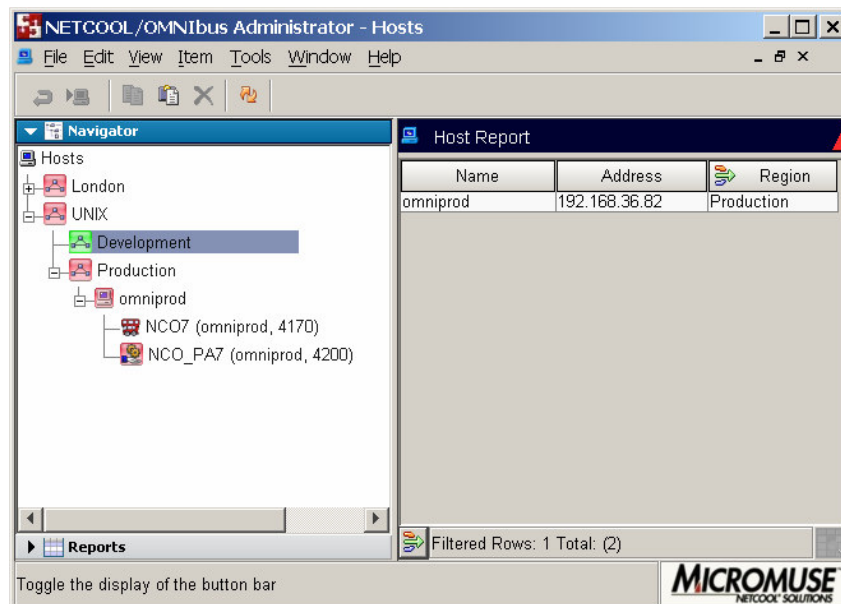 NETCOOL/OMNIbus Administrator - Hosts
File Edit View Item Tools Window Help
Navigator
Hosts
London
UNIX
Development
Production
omniprod
NCO7 (omniprod, 4170)
NCO_PA7 (omniprod, 4200)
Reports
Host Report
Name Address Region
omniprod 192.168.36.82 Production
Filtered Rows: 1 Total: (2)
Toggle the display of the button bar
MICROMUSE
NETCOOL® SOLUTIONS